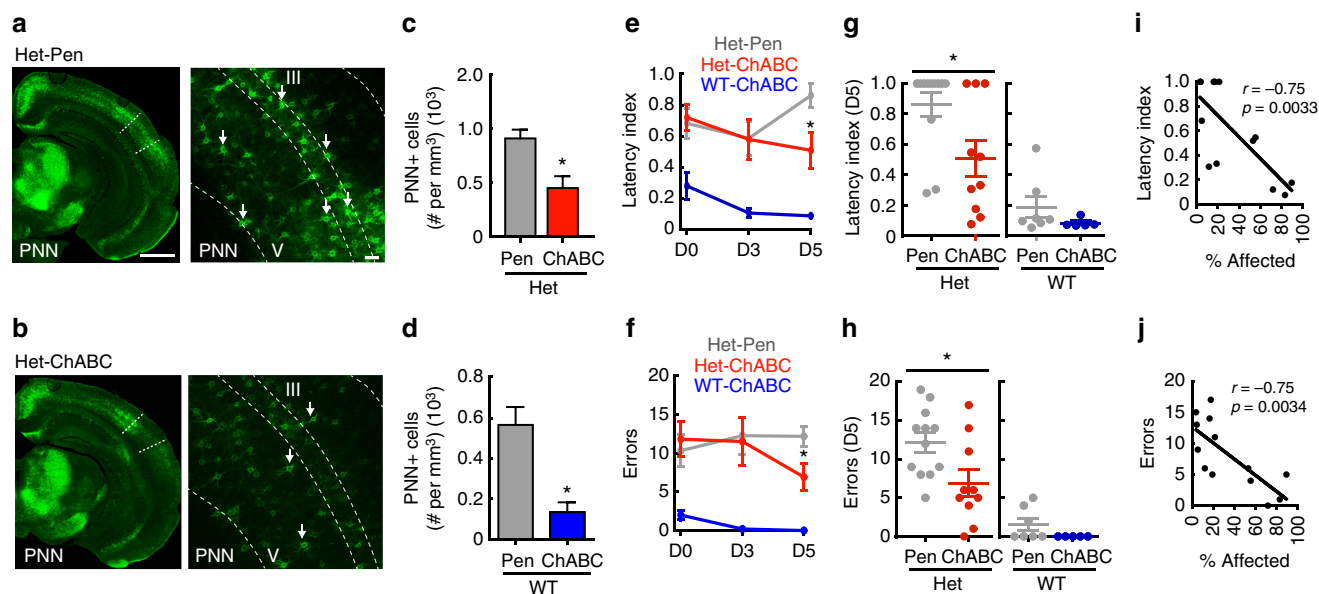 a
Het-Pen
III
PNN
PNN
V
b
Het-ChABC
III
PNN
PNN
V
c
PNN+ cells
(# per mm³) (10³)
2.0
1.0
0.5
0
*
Pen ChABC
Het
d
PNN+ cells
(# per mm³) (10³)
0.8
0.6
0.4
0.2
0
*
Pen ChABC
WT
e
Het-Pen
Het-ChABC
WT-ChABC
Latency index
1.0
0.8
0.6
0.4
0.2
0
*
D0 D3 D5
f
Het-Pen
Het-ChABC
WT-ChABC
Errors
20
15
10
5
0
*
D0 D3 D5
g
*
Latency index (D5)
1.0
0.8
0.6
0.4
0.2
0
Pen ChABC Pen ChABC
Het WT
h
*
Errors (D5)
20
15
10
5
0
Pen ChABC Pen ChABC
Het WT
i
Latency index
1.0
0.8
0.6
0.4
0.2
0
r = –0.75
p = 0.0033
0 20 40 60 80 100
% Affected
j
Errors
20
15
10
5
0
r = –0.75
p = 0.0034
0 20 40 60 80 100
% Affected